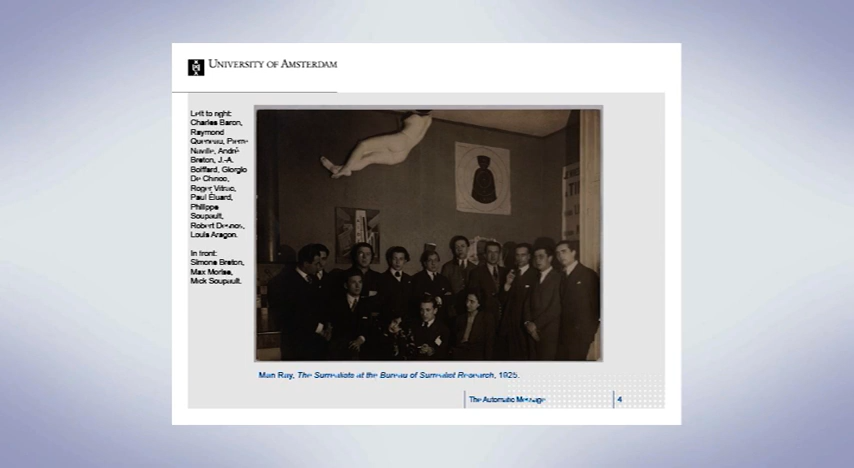 UNIVERSITY OF AMSTERDAM
Left to right:
Charles Baron,
Raymond
Queneau, Pierre
Naville, André
Breton, J.-A.
Boiffard, Giorgio
De Chirico,
Roger Vitrac,
Paul Éluard,
Philippe
Soupault,
Robert Desnos,
Louis Aragon.
In front:
Simone Breton,
Max Morise,
Mick Soupault.
Man Ray, The Surrealists at the Bureau of Surrealist Research, 1925.
The Automatic Message
4